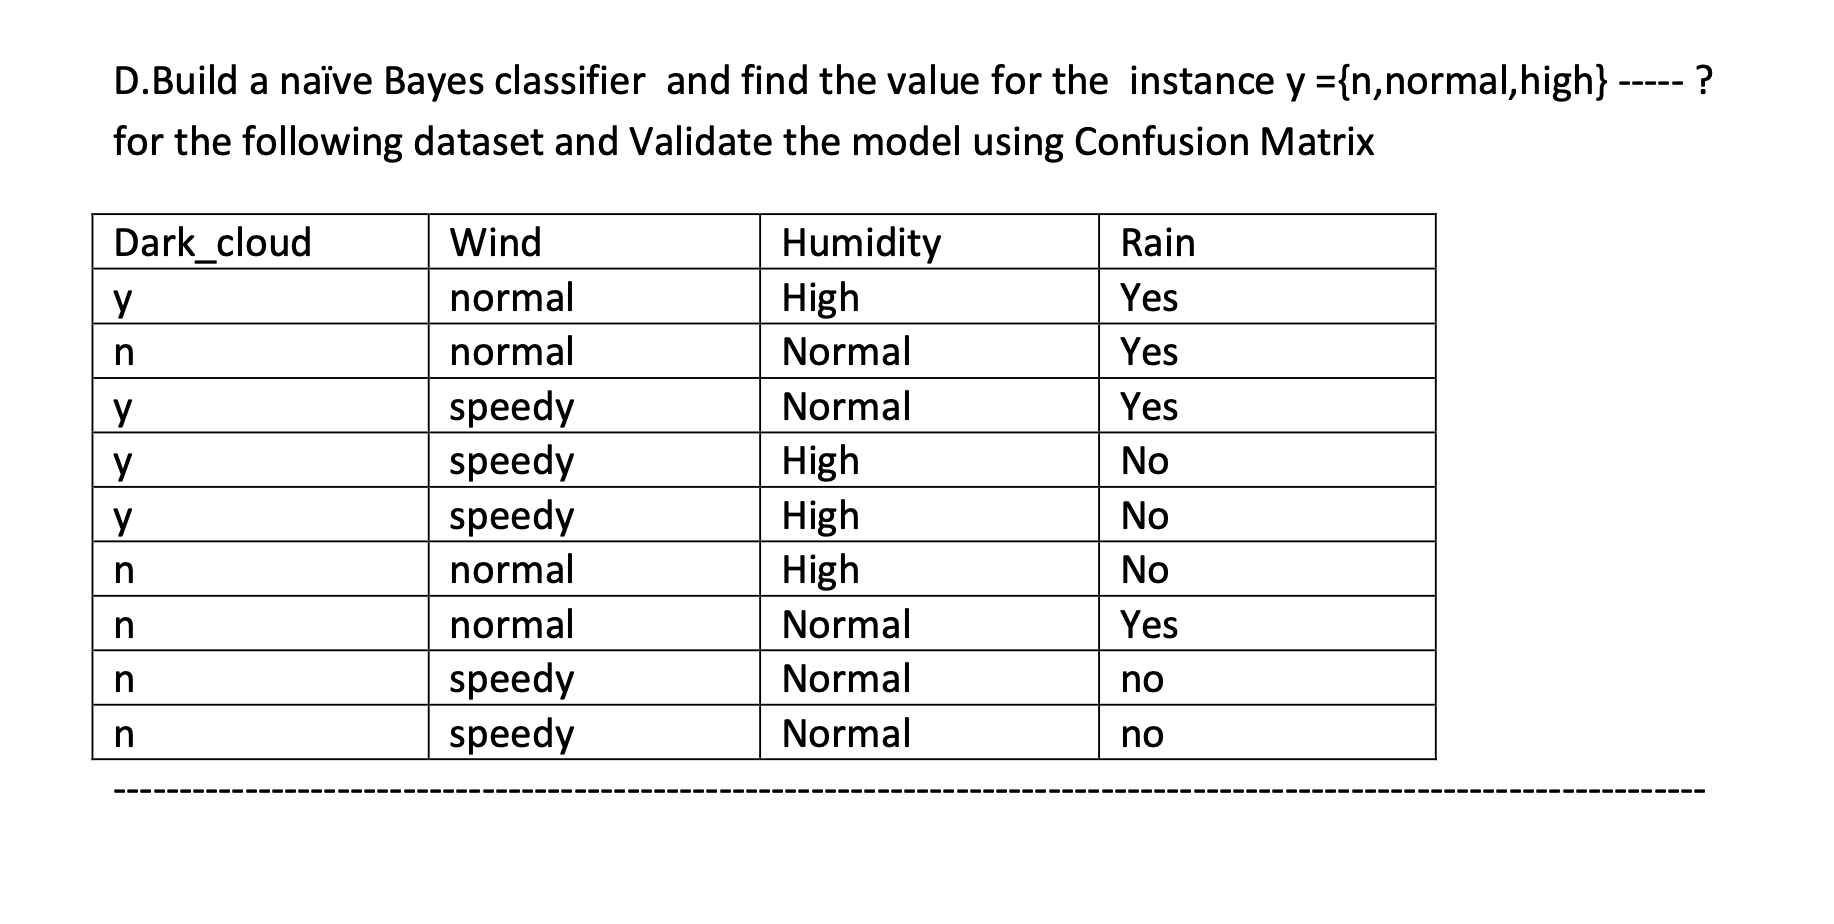 D.Build a naïve Bayes classifier  and find the value for the  instance y ={n,normal,high} ----- ?
for the following dataset and Validate the model using Confusion Matrix
Dark_cloud Wind Humidity Rain
y normal High Yes
n normal Normal Yes
y speedy Normal Yes
y speedy High No
y speedy High No
n normal High No
n normal Normal Yes
n speedy Normal no
n speedy Normal no